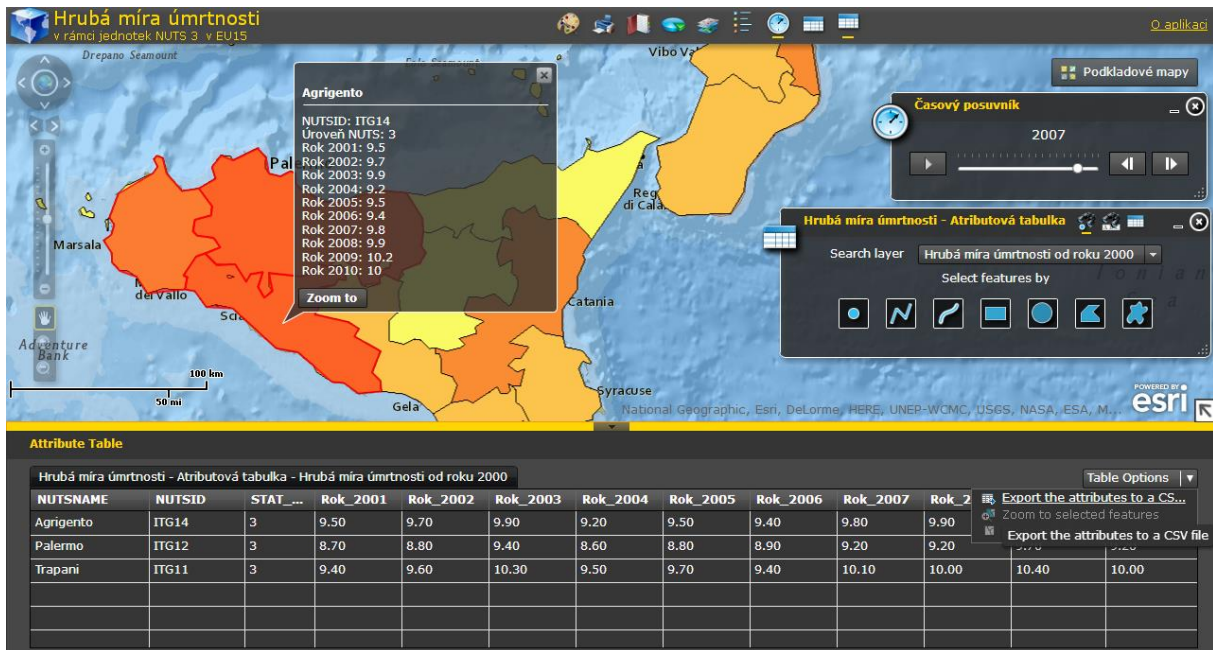 Hrubá míra úmrtnosti
v rámci jednotek NUTS 3 v EU15
O aplikaci
Drepano Seamount
Vibo
Podkladové mapy
Agrigento
NUTSID: ITG14
Úroveň NUTS: 3
Rok 2001: 9.5
Rok 2002: 9.7
Rok 2003: 9.9
Rok 2004: 9.2
Rok 2005: 9.5
Rok 2006: 9.4
Rok 2007: 9.8
Rok 2008: 9.9
Rok 2009: 10.2
Rok 2010: 10
Zoom to
Časový posuvník
2007
Hrubá míra úmrtnosti - Atributová tabulka
Search layer
Hrubá míra úmrtnosti od roku 2000
Select features by
Pale
Reg
di Cala
Marsala
del Vallo
Catania
Adventure
Bank
100 km
50 mi
Gela
Syracuse
National Geographic, Esri, DeLorme, HERE, UNEP-WCMC, USGS, NASA, ESA, M...
POWERED BY
esri
Attribute Table
Hrubá míra úmrtnosti - Atributová tabulka - Hrubá míra úmrtnosti od roku 2000
Table Options
NUTSNAME NUTSID STAT_... Rok_2001 Rok_2002 Rok_2003 Rok_2004 Rok_2005 Rok_2006 Rok_2007 Rok_2
Agrigento ITG14 3 9.50 9.70 9.90 9.20 9.50 9.40 9.80 9.90
Palermo ITG12 3 8.70 8.80 9.40 8.60 8.80 8.90 9.20 9.20
Trapani ITG11 3 9.40 9.60 10.30 9.50 9.70 9.40 10.10 10.00 10.40 10.00
Export the attributes to a CS...
Zoom to selected features
Export the attributes to a CSV file